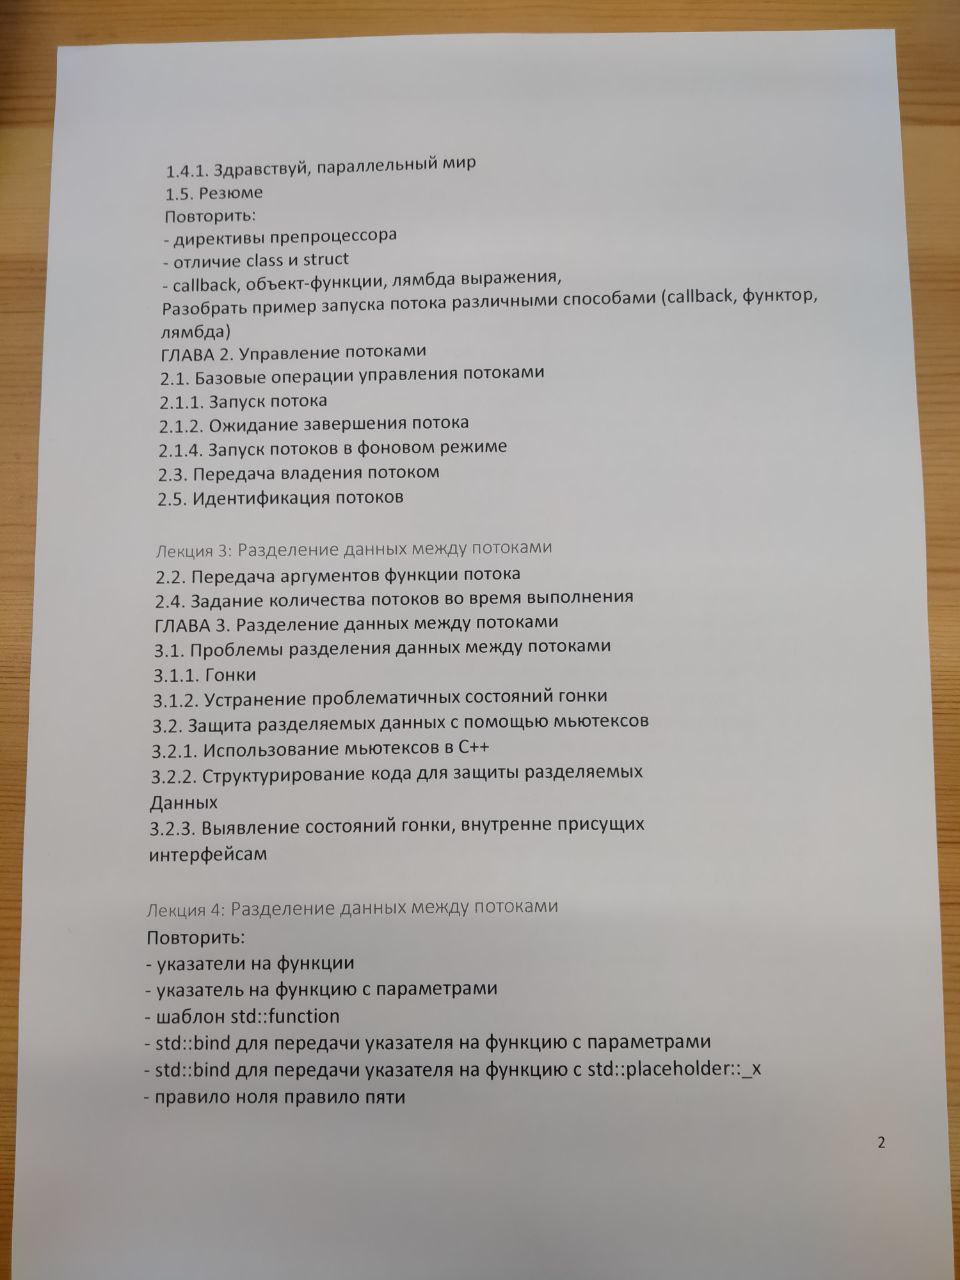 1.4.1. Здравствуй, параллельный мир
1.5. Резюме
Повторить:
- директивы препроцессора
- отличие class и struct
- callback, объект-функции, лямбда выражения,
Разобрать пример запуска потока различными способами (callback, функтор,
лямбда)
ГЛАВА 2. Управление потоками
2.1. Базовые операции управления потоками
2.1.1. Запуск потока
2.1.2. Ожидание завершения потока
2.1.4. Запуск потоков в фоновом режиме
2.3. Передача владения потоком
2.5. Идентификация потоков
Лекция 3: Разделение данных между потоками
2.2. Передача аргументов функции потока
2.4. Задание количества потоков во время выполнения
ГЛАВА 3. Разделение данных между потоками
3.1. Проблемы разделения данных между потоками
3.1.1. Гонки
3.1.2. Устранение проблематичных состояний гонки
3.2. Защита разделяемых данных с помощью мьютексов
3.2.1. Использование мьютексов в С++
3.2.2. Структурирование кода для защиты разделяемых
Данных
3.2.3. Выявление состояний гонки, внутренне присущих
интерфейсам
Лекция 4: Разделение данных между потоками
Повторить:
- указатели на функции
- указатель на функцию с параметрами
- шаблон std::function
- std::bind для передачи указателя на функцию с параметрами
- std::bind для передачи указателя на функцию с std::placeholder::_x
- правило ноля правило пяти
2